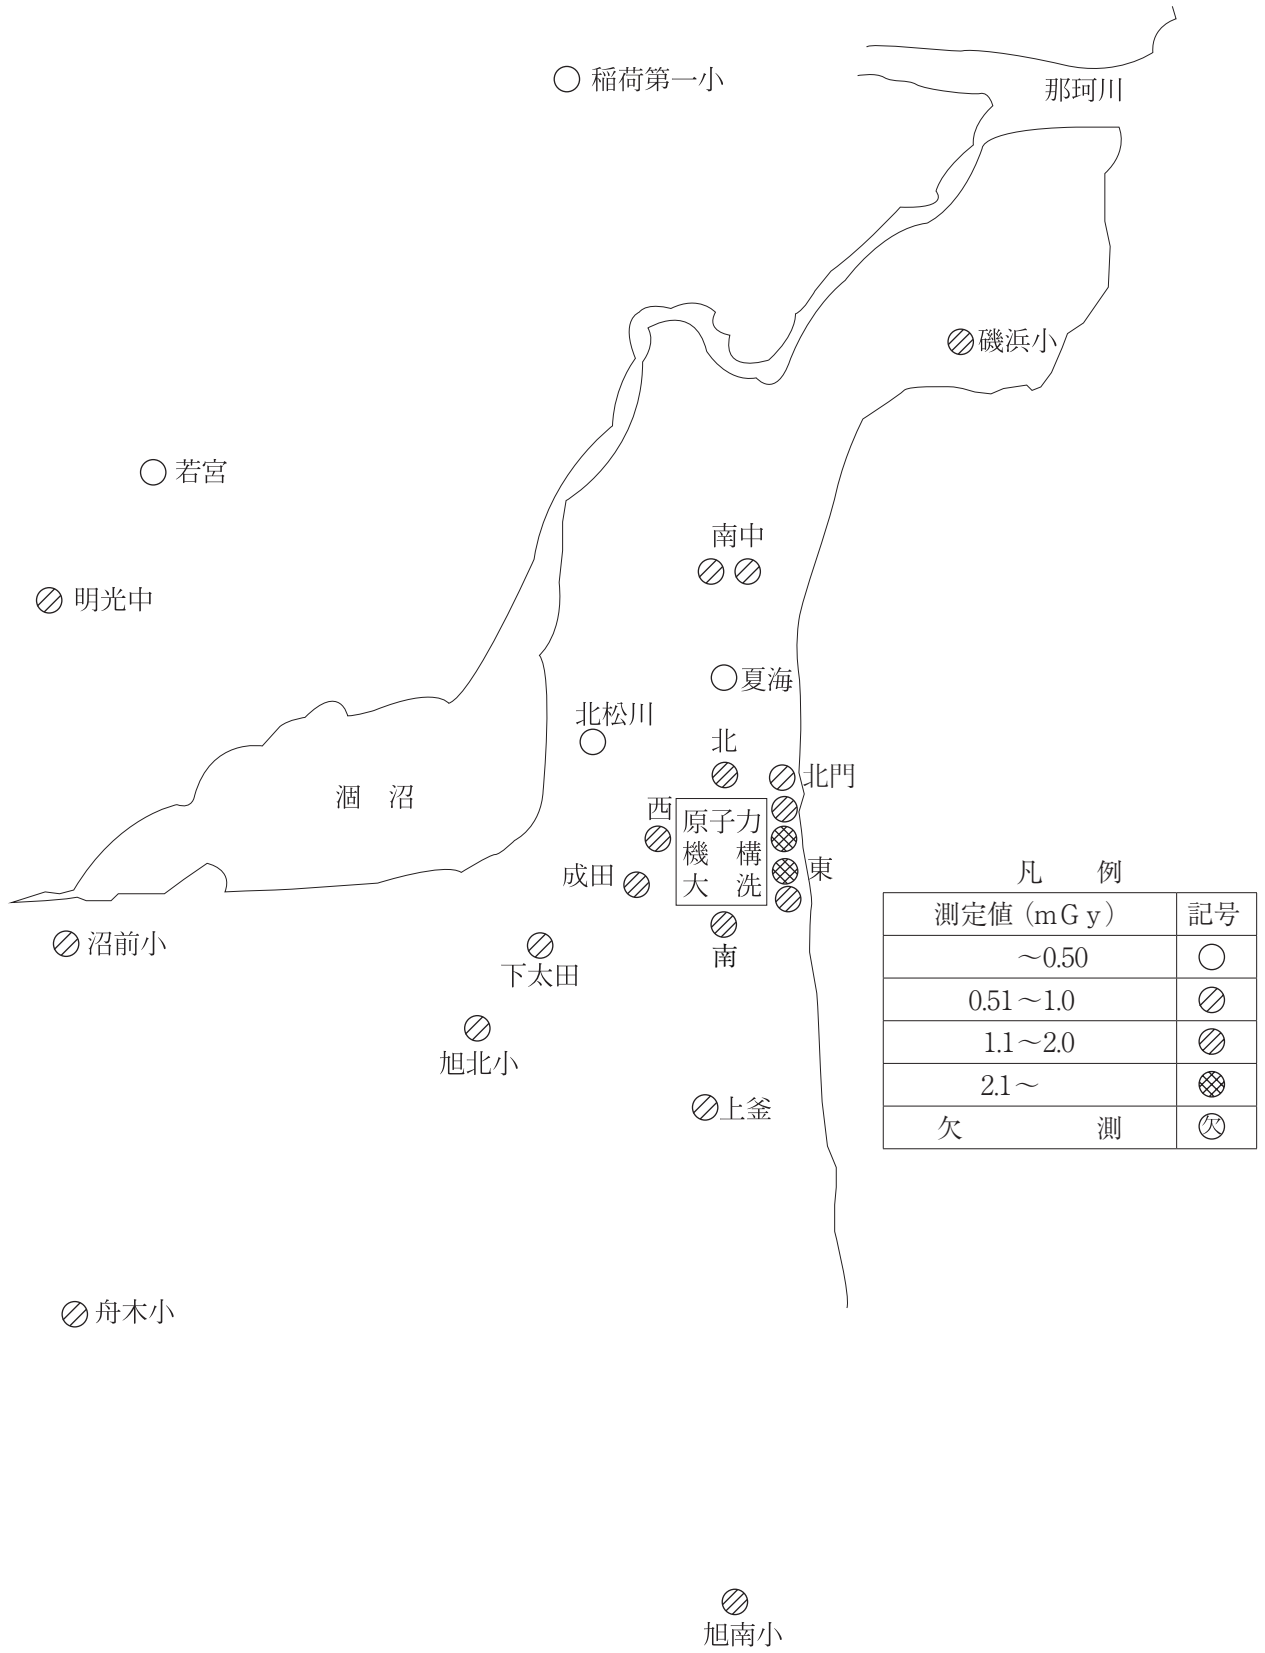 稲荷第一小
那珂川
磯浜小
若宮
南中
明光中
夏海
北松川
北
北門
涸 沼
西
原子力
機 構
大 洗
東
成田
南
沼前小
下太田
旭北小
上釜
凡 例
測定値(mGy) 記号
～0.50
0.51～1.0
1.1～2.0
2.1～
欠 測 欠
舟木小
旭南小